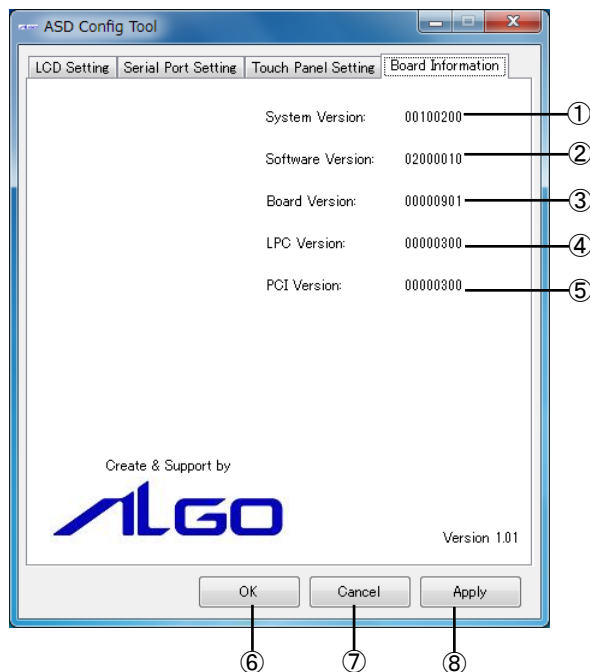 ASD Config Tool
LCD Setting Serial Port Setting Touch Panel Setting Board Information
System Version: 00100200 ①
Software Version: 02000010 ②
Board Version: 00000901 ③
LPC Version: 00000300 ④
PCI Version: 00000300 ⑤
Create & Support by
ALGO
Version 1.01
OK Cancel Apply
⑥ ⑦ ⑧